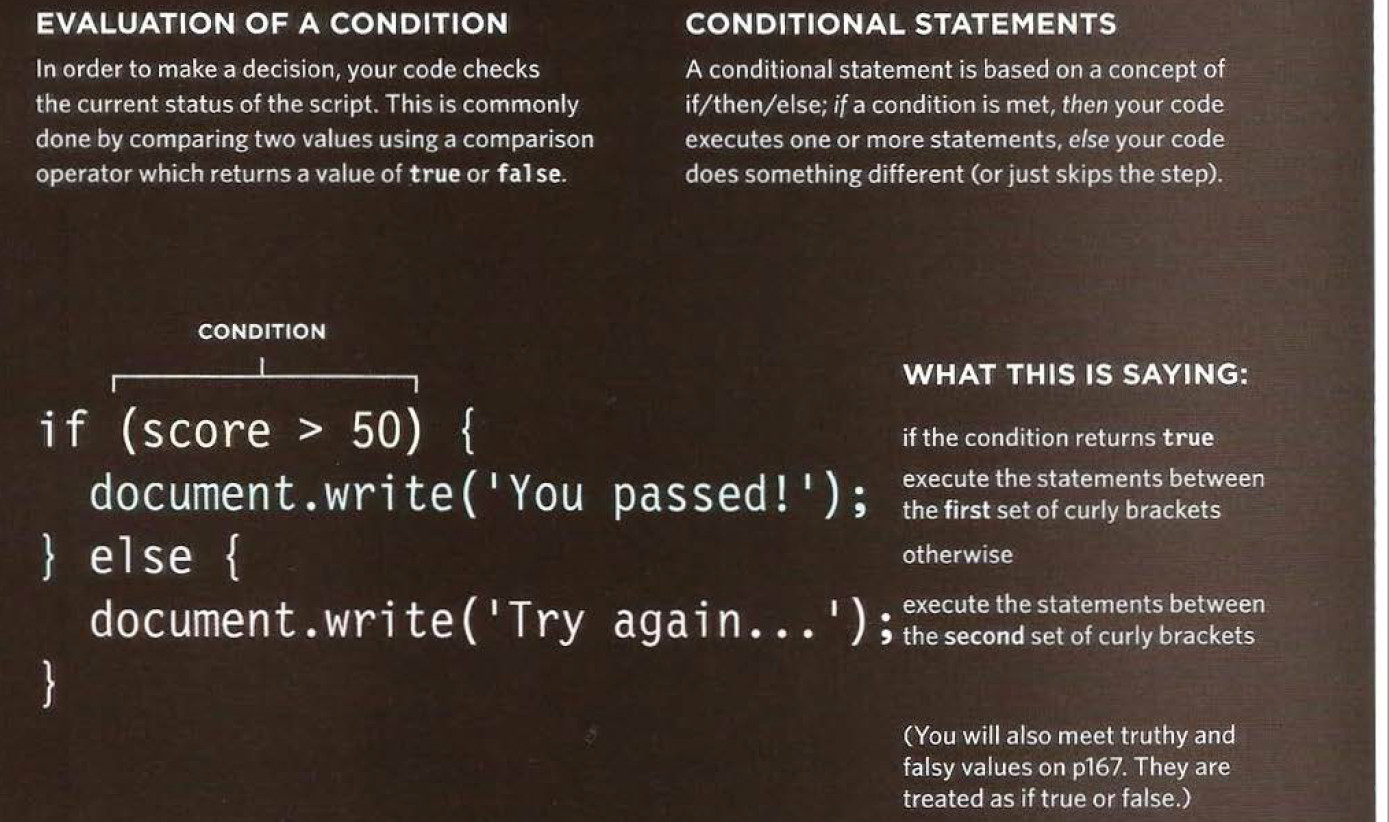 EVALUATION OF A CONDITION
In order to make a decision, your code checks
the current status of the script. This is commonly
done by comparing two values using a comparison
operator which returns a value of true or false.
CONDITIONAL STATEMENTS
A conditional statement is based on a concept of
if/then/else; if a condition is met, then your code
executes one or more statements, else your code
does something different (or just skips the step).
CONDITION
if (score > 50) {
document.write('You passed!');
} else {
document.write('Try again...');
}
WHAT THIS IS SAYING:
if the condition returns true
execute the statements between
the first set of curly brackets
otherwise
execute the statements between
the second set of curly brackets
(You will also meet truthy and
falsy values on p167. They are
treated as if true or false.)